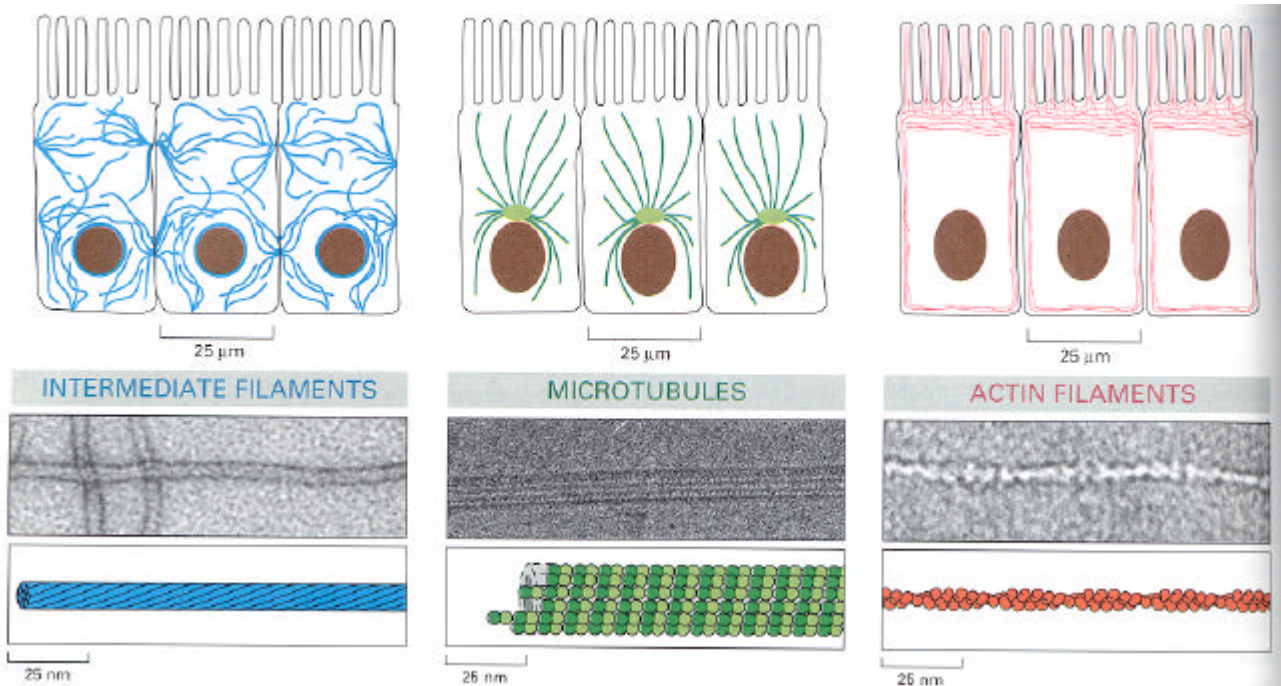 25 μm
25 μm
25 μm
INTERMEDIATE FILAMENTS
MICROTUBULES
ACTIN FILAMENTS
25 nm
25 nm
25 nm